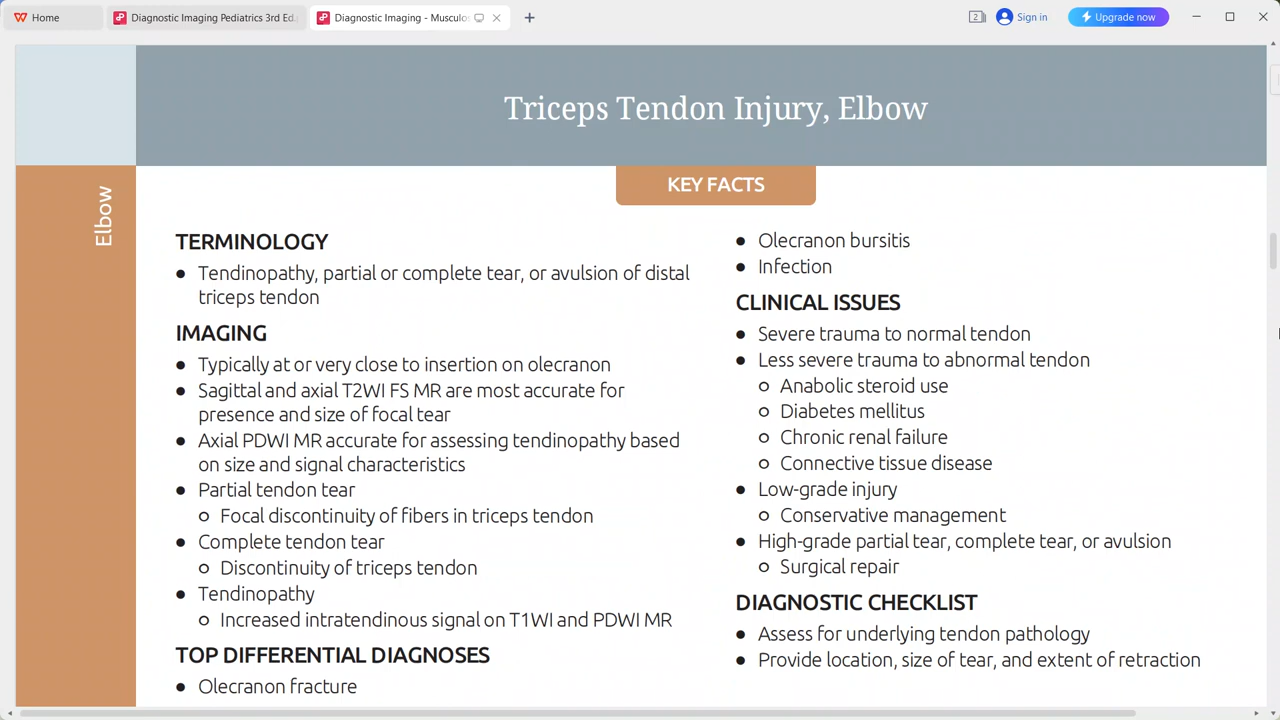 Home
Diagnostic Imaging Pediatrics 3rd Ed.
Diagnostic Imaging - Musculos
2
Sign in
Upgrade now
Triceps Tendon Injury, Elbow
Elbow
KEY FACTS
TERMINOLOGY
• Tendinopathy, partial or complete tear, or avulsion of distal
triceps tendon
IMAGING
• Typically at or very close to insertion on olecranon
• Sagittal and axial T2WI FS MR are most accurate for
presence and size of focal tear
• Axial PDWI MR accurate for assessing tendinopathy based
on size and signal characteristics
• Partial tendon tear
o Focal discontinuity of fibers in triceps tendon
• Complete tendon tear
o Discontinuity of triceps tendon
• Tendinopathy
o Increased intratendinous signal on T1WI and PDWI MR
TOP DIFFERENTIAL DIAGNOSES
• Olecranon fracture
• Olecranon bursitis
• Infection
CLINICAL ISSUES
• Severe trauma to normal tendon
• Less severe trauma to abnormal tendon
o Anabolic steroid use
o Diabetes mellitus
o Chronic renal failure
o Connective tissue disease
• Low-grade injury
o Conservative management
• High-grade partial tear, complete tear, or avulsion
o Surgical repair
DIAGNOSTIC CHECKLIST
• Assess for underlying tendon pathology
• Provide location, size of tear, and extent of retraction